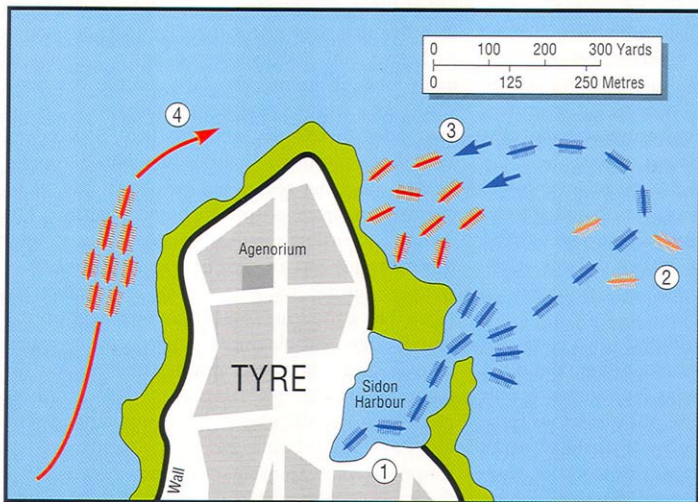 0 100 200 300 Yards
0 125 250 Metres
4
3
Agenorium
2
TYRE
Sidon
Harbour
1
Wall